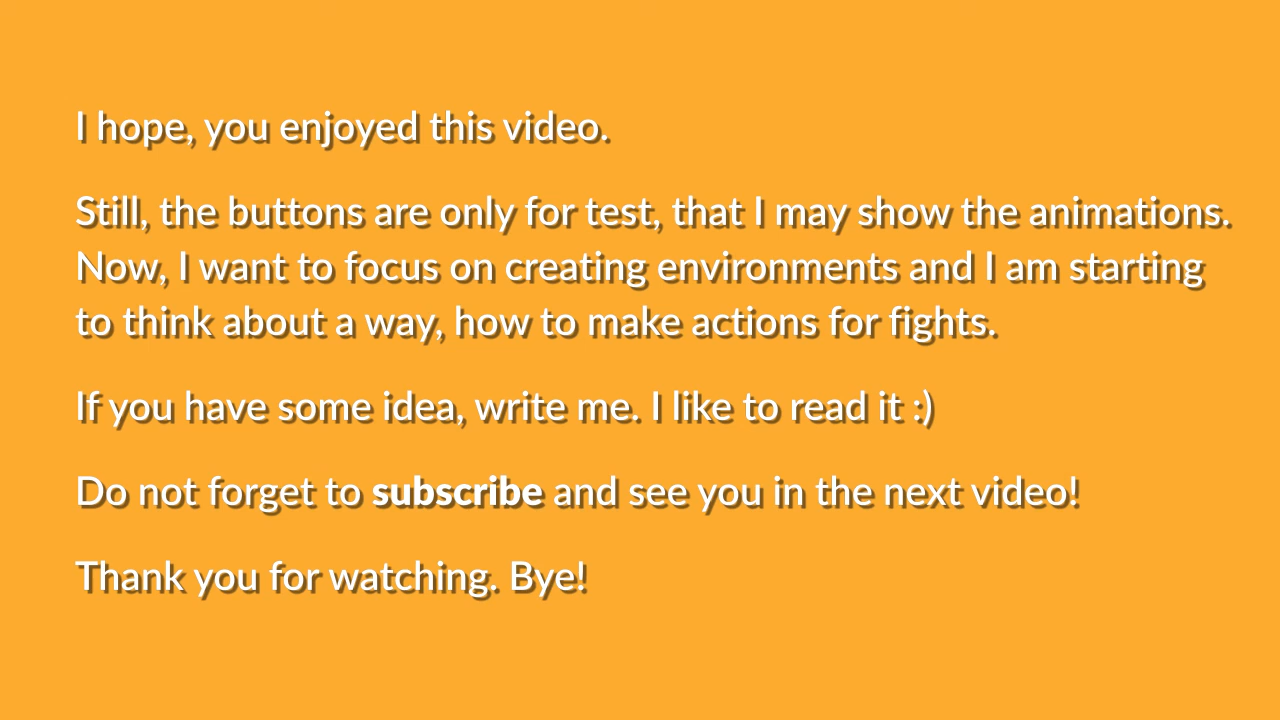 I hope, you enjoyed this video.
Still, the buttons are only for test, that I may show the animations.
Now, I want to focus on creating environments and I am starting
to think about a way, how to make actions for fights.
If you have some idea, write me. I like to read it :)
Do not forget to subscribe and see you in the next video!
Thank you for watching. Bye!